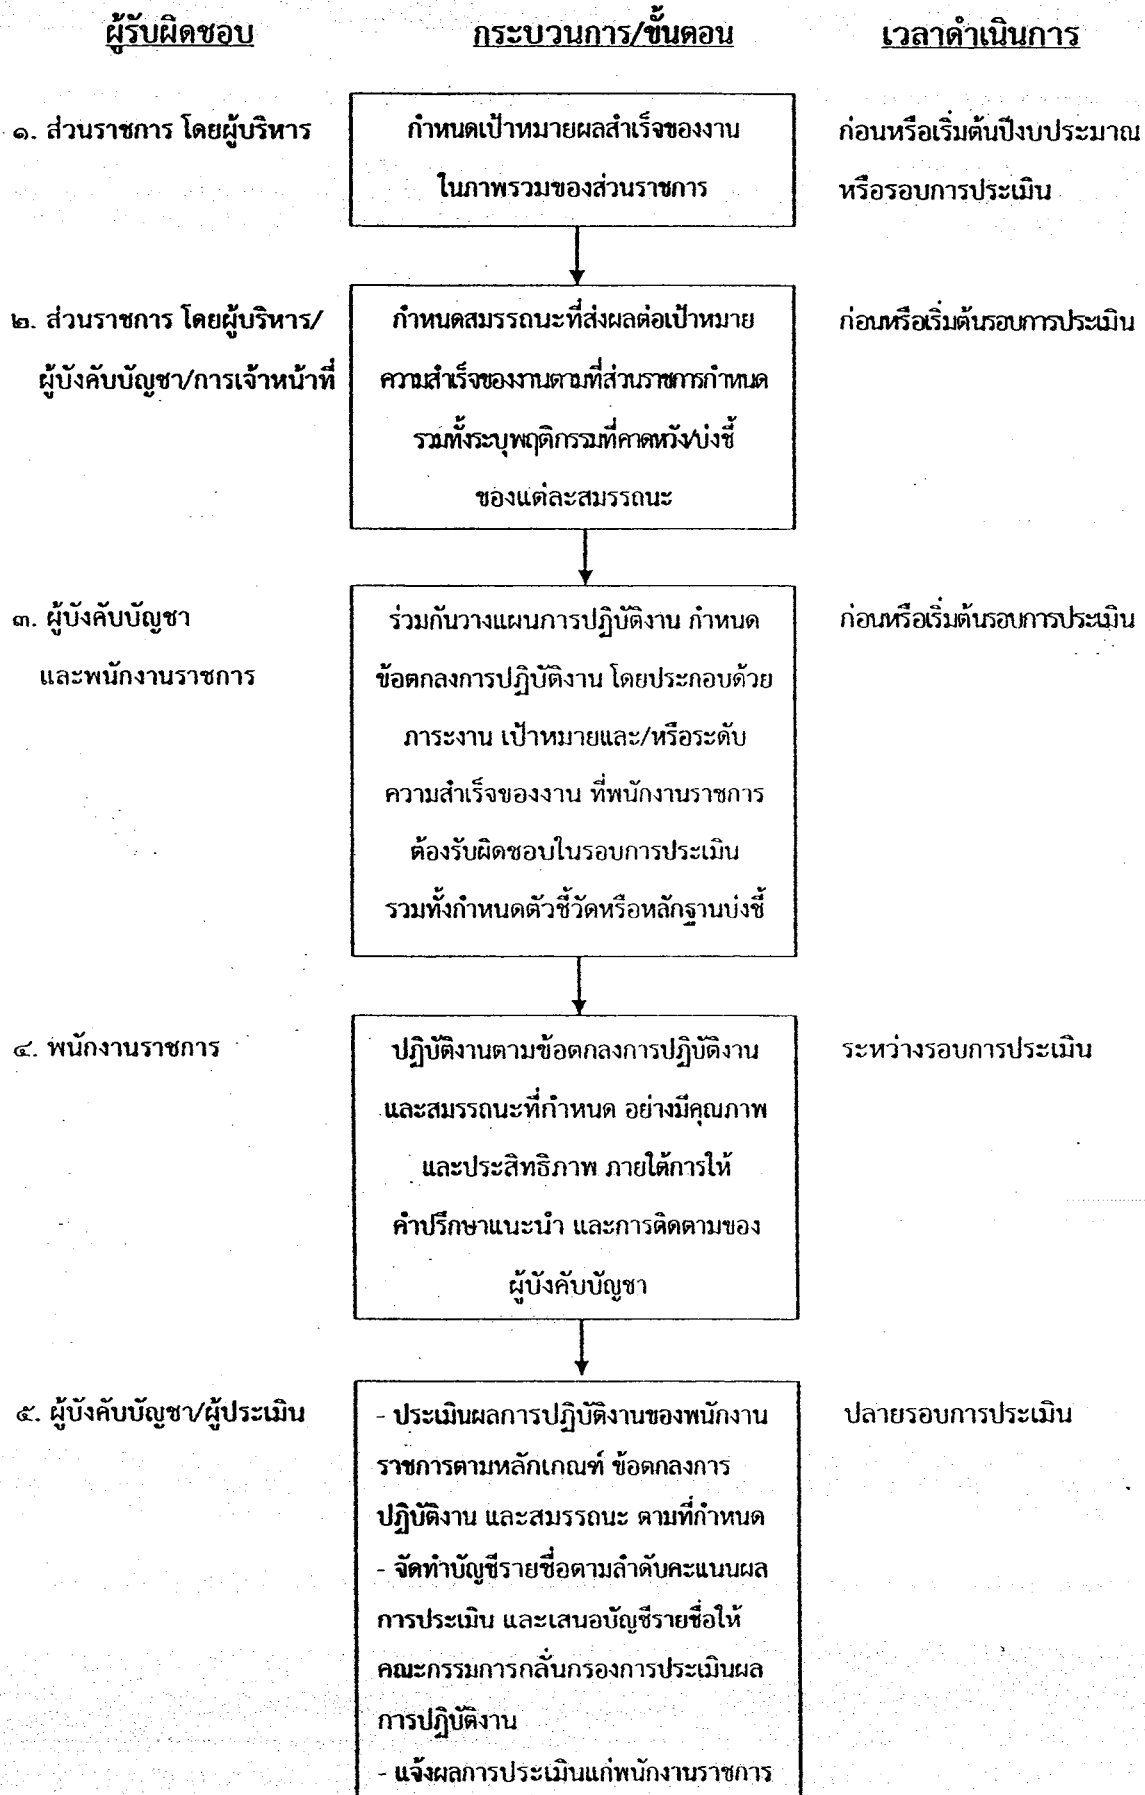 ผู้รับผิดชอบ
กระบวนการ/ขั้นตอน
เวลาดำเนินการ
๑. ส่วนราชการ โดยผู้บริหาร
กำหนดเป้าหมายผลสำเร็จของงาน
ในภาพรวมของส่วนราชการ
ก่อนหรือเริ่มต้นปีงบประมาณ
หรือรอบการประเมิน
๒. ส่วนราชการ โดยผู้บริหาร/
ผู้บังคับบัญชา/การเจ้าหน้าที่
กำหนดสมรรถนะที่ส่งผลต่อเป้าหมาย
ความสำเร็จของงานตามที่ส่วนราชการกำหนด
รวมทั้งระบุพฤติกรรมที่คาดหวัง/บ่งชี้
ของแต่ละสมรรถนะ
ก่อนหรือเริ่มต้นรอบการประเมิน
๓. ผู้บังคับบัญชา
และพนักงานราชการ
ร่วมกันวางแผนการปฏิบัติงาน กำหนด
ข้อตกลงการปฏิบัติงาน โดยประกอบด้วย
ภาระงาน เป้าหมายและ/หรือระดับ
ความสำเร็จของงาน ที่พนักงานราชการ
ต้องรับผิดชอบในรอบการประเมิน
รวมทั้งกำหนดตัวชี้วัดหรือหลักฐานบ่งชี้
ก่อนหรือเริ่มต้นรอบการประเมิน
๔. พนักงานราชการ
ปฏิบัติงานตามข้อตกลงการปฏิบัติงาน
และสมรรถนะที่กำหนด อย่างมีคุณภาพ
และประสิทธิภาพ ภายใต้การให้
คำปรึกษาแนะนำ และการติดตามของ
ผู้บังคับบัญชา
ระหว่างรอบการประเมิน
๕. ผู้บังคับบัญชา/ผู้ประเมิน
- ประเมินผลการปฏิบัติงานของพนักงาน
ราชการตามหลักเกณฑ์ ข้อตกลงการ
ปฏิบัติงาน และสมรรถนะ ตามที่กำหนด
- จัดทำบัญชีรายชื่อตามลำดับคะแนนผล
การประเมิน และเสนอบัญชีรายชื่อให้
คณะกรรมการกลั่นกรองการประเมินผล
การปฏิบัติงาน
- แจ้งผลการประเมินแก่พนักงานราชการ
ปลายรอบการประเมิน